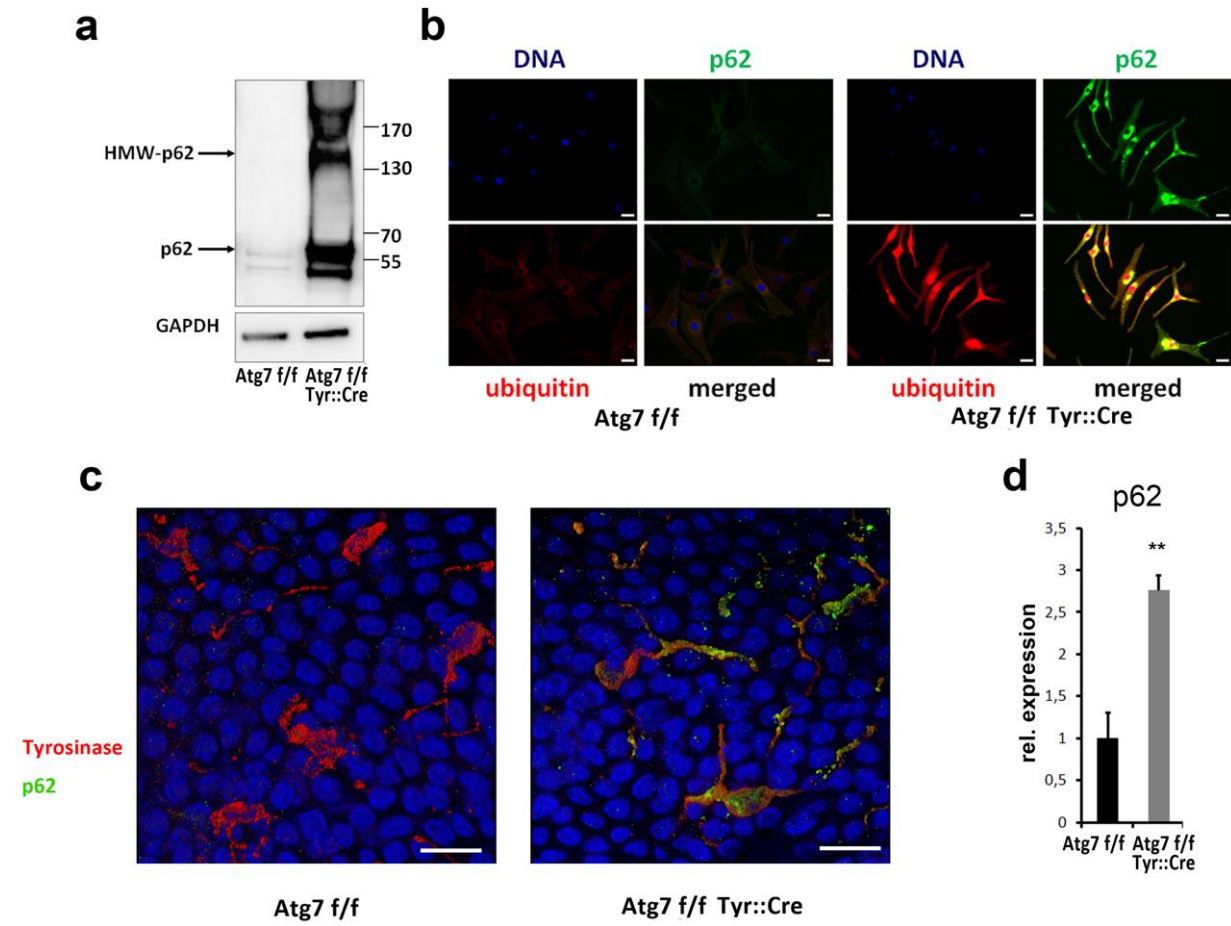 a
HMW-p62
p62
GAPDH
170
130
70
55
Atg7 f/f
Atg7 f/f
Tyr::Cre
b
DNA
p62
DNA
p62
ubiquitin
merged
ubiquitin
merged
Atg7 f/f
Atg7 f/f Tyr::Cre
c
Tyrosinase
p62
Atg7 f/f
Atg7 f/f Tyr::Cre
d
p62
rel. expression
3,5
3
2,5
2
1,5
1
0,5
0
**
Atg7 f/f
Atg7 f/f
Tyr::Cre